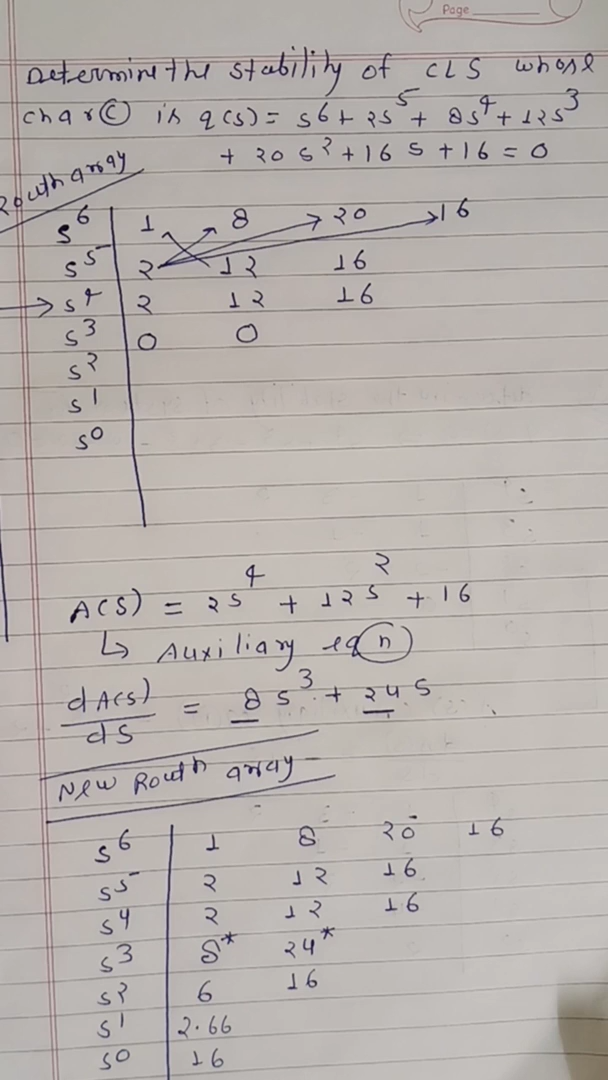 Page
Determine the stability of CLS whose
char© is q(s) = s⁶ + 2s⁵ + 8s⁴ + 12s³
+ 20s² + 16s + 16 = 0
Routh array
s⁶ 1 8 20 16
s⁵ 2 12 16
→ s⁴ 2 12 16
s³ 0 0
s²
s¹
s⁰
A(S) = 2s⁴ + 12s² + 16
↳ Auxiliary eqⓝ
dA(s)/ds = 8s³ + 24s
New Routh array
s⁶ 1 8 20 16
s⁵ 2 12 16
s⁴ 2 12 16
s³ 8* 24*
s² 6 16
s¹ 2.66
s⁰ 16